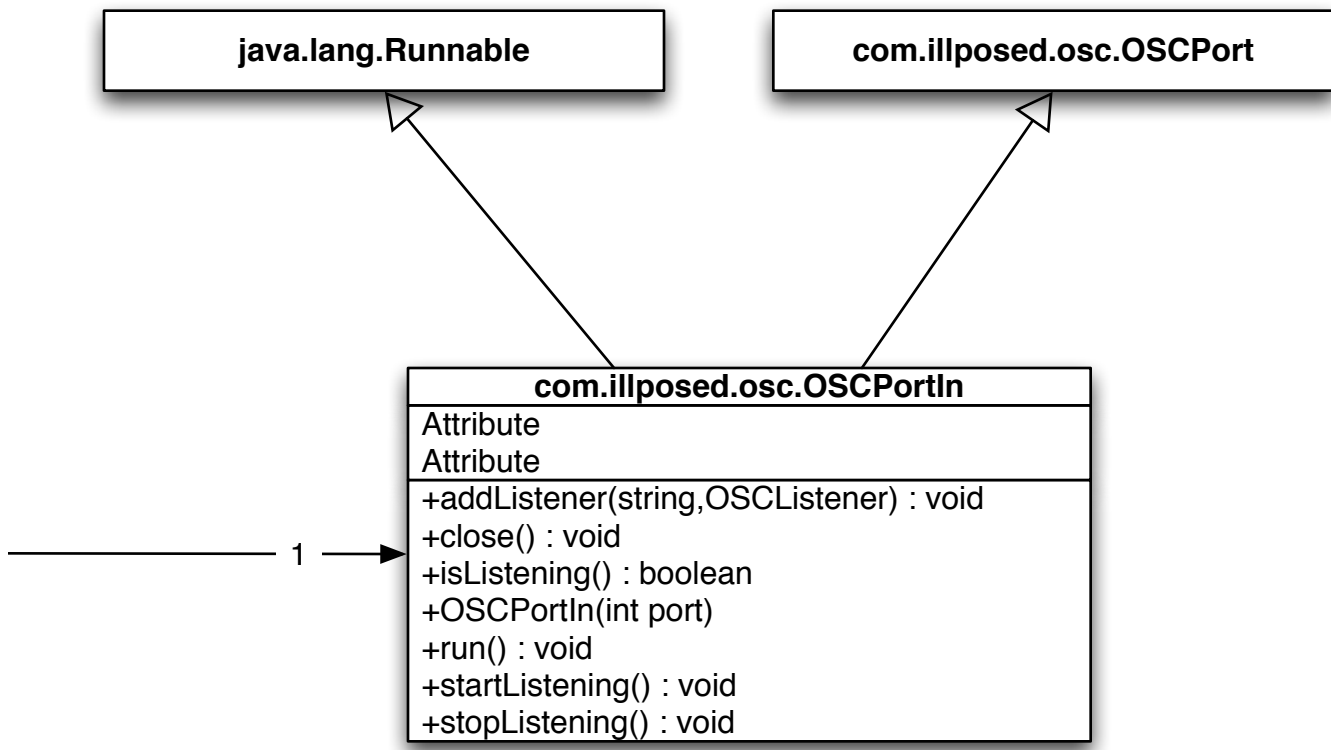 java.lang.Runnable
com.illposed.osc.OSCPort
com.illposed.osc.OSCPortIn
Attribute
Attribute
+addListener(string,OSCListener) : void
+close() : void
1
+isListening() : boolean
+OSCPortIn(int port)
+run() : void
+startListening() : void
+stopListening() : void